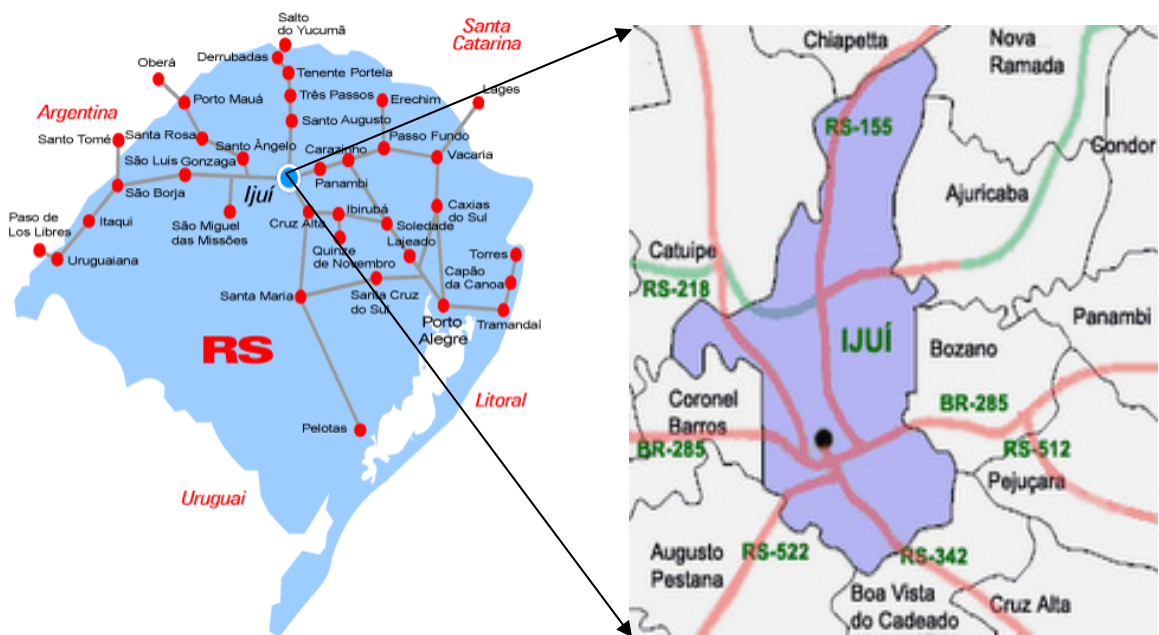 Salto
do Yucumã
Santa
Catarina
Derrubadas
Oberá
Tenente Portela
Lages
Argentina
Porto Mauá
Três Passos
Erechim
Santo Tomé
Santa Rosa
Santo Augusto
Passo Fundo
Santo Ângelo
Carazinho
São Luis Gonzaga
Vacaria
Panambi
São Borja
Ijuí
Paso de
Los Libres
Itaqui
São Miguel
das Missões
Cruz Alta
Ibirubá
Soledade
Caxias
do Sul
Quinze
de Novembro
Lajeado
Torres
Uruguaiana
Capão
da Canoa
Santa Maria
Santa Cruz
do Sul
Porto
Alegre
Tramandaí
RS
Litoral
Pelotas
Uruguai
Chiapetta
Nova
Ramada
RS-155
Condor
Ajuricaba
Catuipe
RS-218
IJUÍ
Panambi
Bozano
Coronel
Barros
BR-285
BR-285
RS-512
Pejuçara
Augusto
Pestana
RS-522
RS-342
Boa Vista
do Cadeado
Cruz Alta